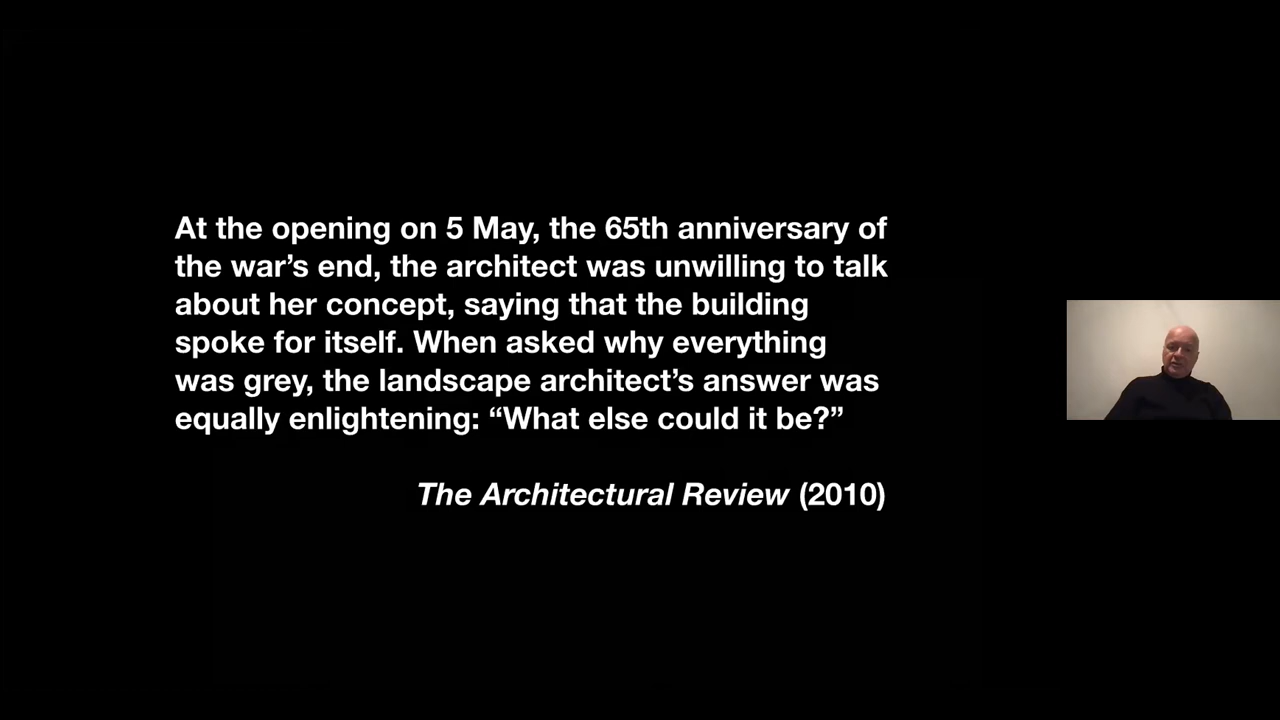 At the opening on 5 May, the 65th anniversary of
the war’s end, the architect was unwilling to talk
about her concept, saying that the building
spoke for itself. When asked why everything
was grey, the landscape architect’s answer was
equally enlightening: “What else could it be?”
The Architectural Review (2010)